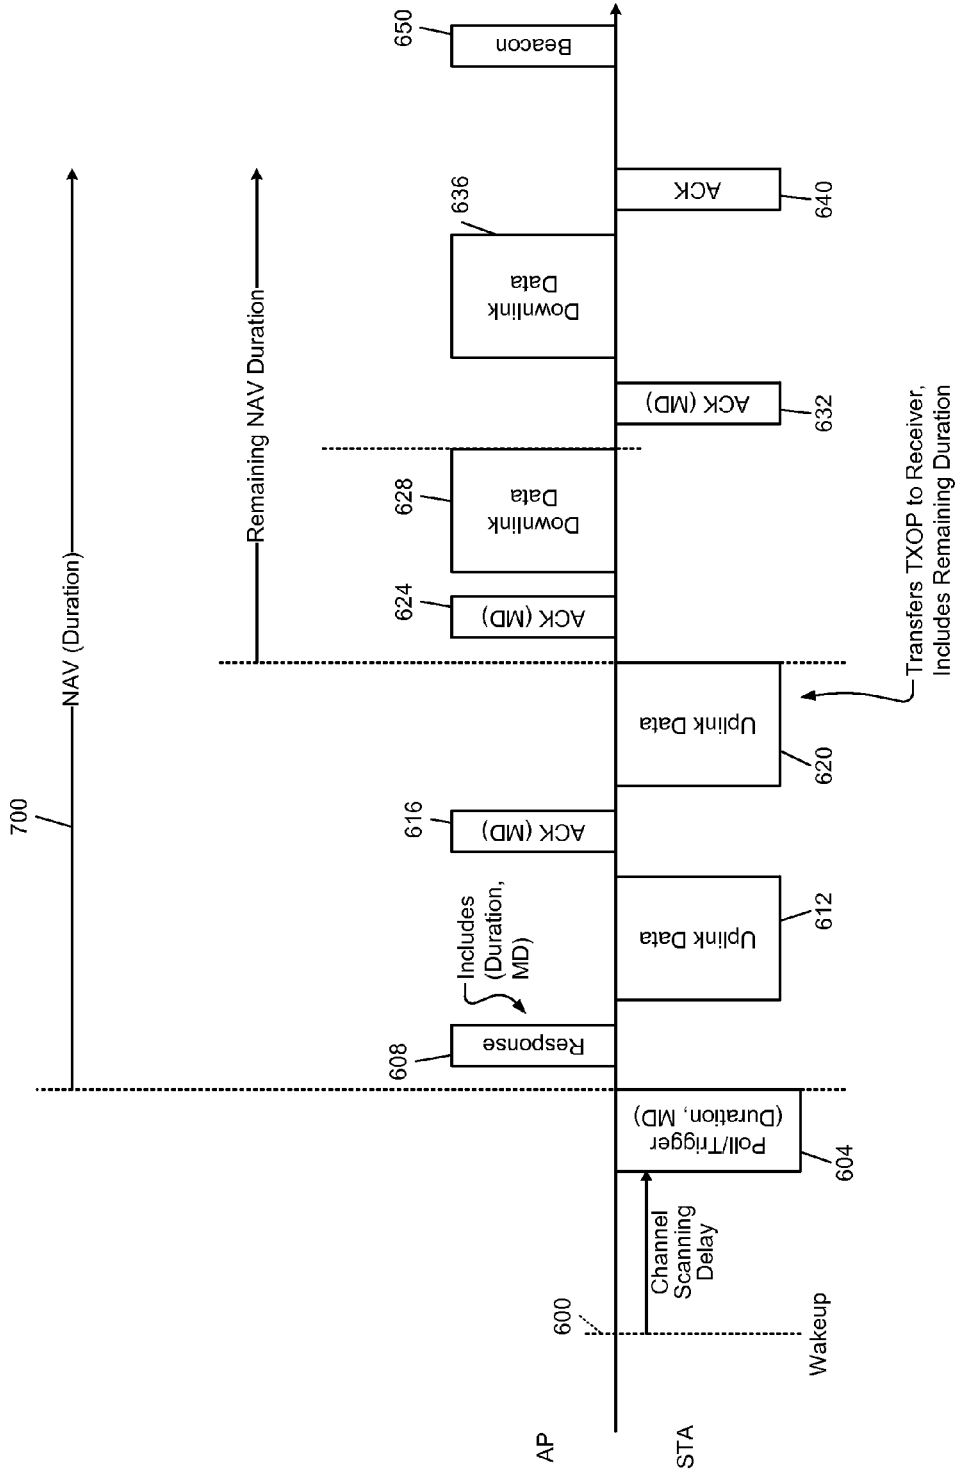 700
NAV (Duration)
Remaining NAV Duration
AP
STA
600
Wakeup
Channel
Scanning
Delay
Poll/Trigger
(Duration, MD)
604
608
Response
Includes
(Duration,
MD)
Uplink Data
612
616
ACK (MD)
Uplink Data
620
Transfers TXOP to Receiver,
Includes Remaining Duration
624
ACK (MD)
628
Downlink
Data
ACK (MD)
632
636
Downlink
Data
ACK
640
650
Beacon